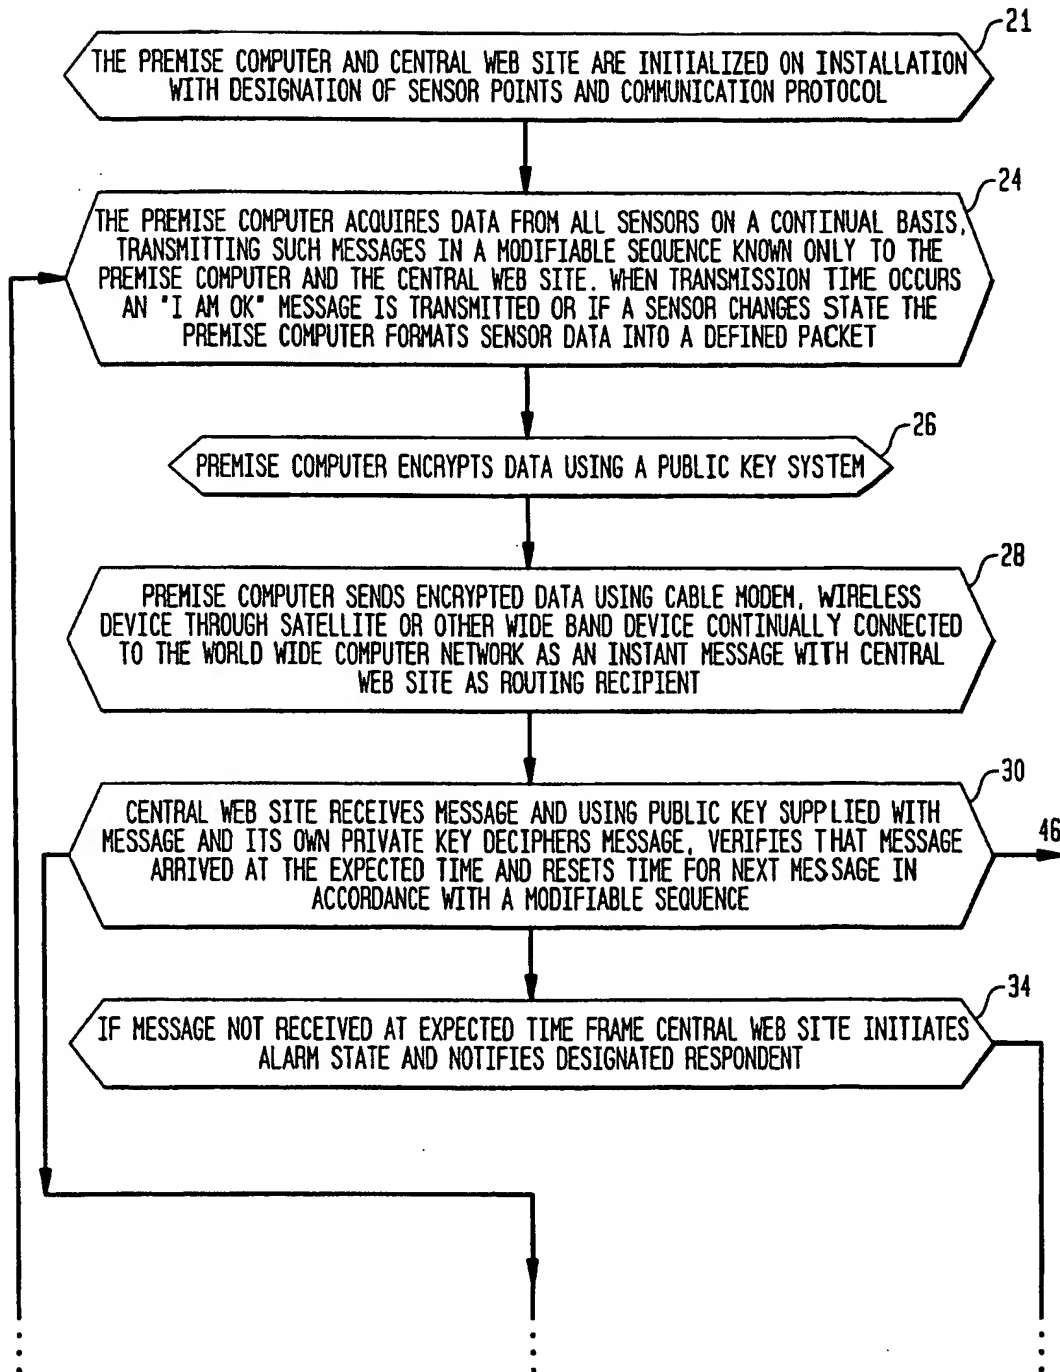 21
THE PREMISE COMPUTER AND CENTRAL WEB SITE ARE INITIALIZED ON INSTALLATION
WITH DESIGNATION OF SENSOR POINTS AND COMMUNICATION PROTOCOL
24
THE PREMISE COMPUTER ACQUIRES DATA FROM ALL SENSORS ON A CONTINUAL BASIS,
TRANSMITTING SUCH MESSAGES IN A MODIFIABLE SEQUENCE KNOWN ONLY TO THE
PREMISE COMPUTER AND THE CENTRAL WEB SITE. WHEN TRANSMISSION TIME OCCURS
AN "I AM OK" MESSAGE IS TRANSMITTED OR IF A SENSOR CHANGES STATE THE
PREMISE COMPUTER FORMATS SENSOR DATA INTO A DEFINED PACKET
26
PREMISE COMPUTER ENCRYPTS DATA USING A PUBLIC KEY SYSTEM
28
PREMISE COMPUTER SENDS ENCRYPTED DATA USING CABLE MODEM, WIRELESS
DEVICE THROUGH SATELLITE OR OTHER WIDE BAND DEVICE CONTINUALLY CONNECTED
TO THE WORLD WIDE COMPUTER NETWORK AS AN INSTANT MESSAGE WITH CENTRAL
WEB SITE AS ROUTING RECIPIENT
30
CENTRAL WEB SITE RECEIVES MESSAGE AND USING PUBLIC KEY SUPPLIED WITH
MESSAGE AND ITS OWN PRIVATE KEY DECIPHERS MESSAGE, VERIFIES THAT MESSAGE
ARRIVED AT THE EXPECTED TIME AND RESETS TIME FOR NEXT MESSAGE IN
ACCORDANCE WITH A MODIFIABLE SEQUENCE
46
34
IF MESSAGE NOT RECEIVED AT EXPECTED TIME FRAME CENTRAL WEB SITE INITIATES
ALARM STATE AND NOTIFIES DESIGNATED RESPONDENT